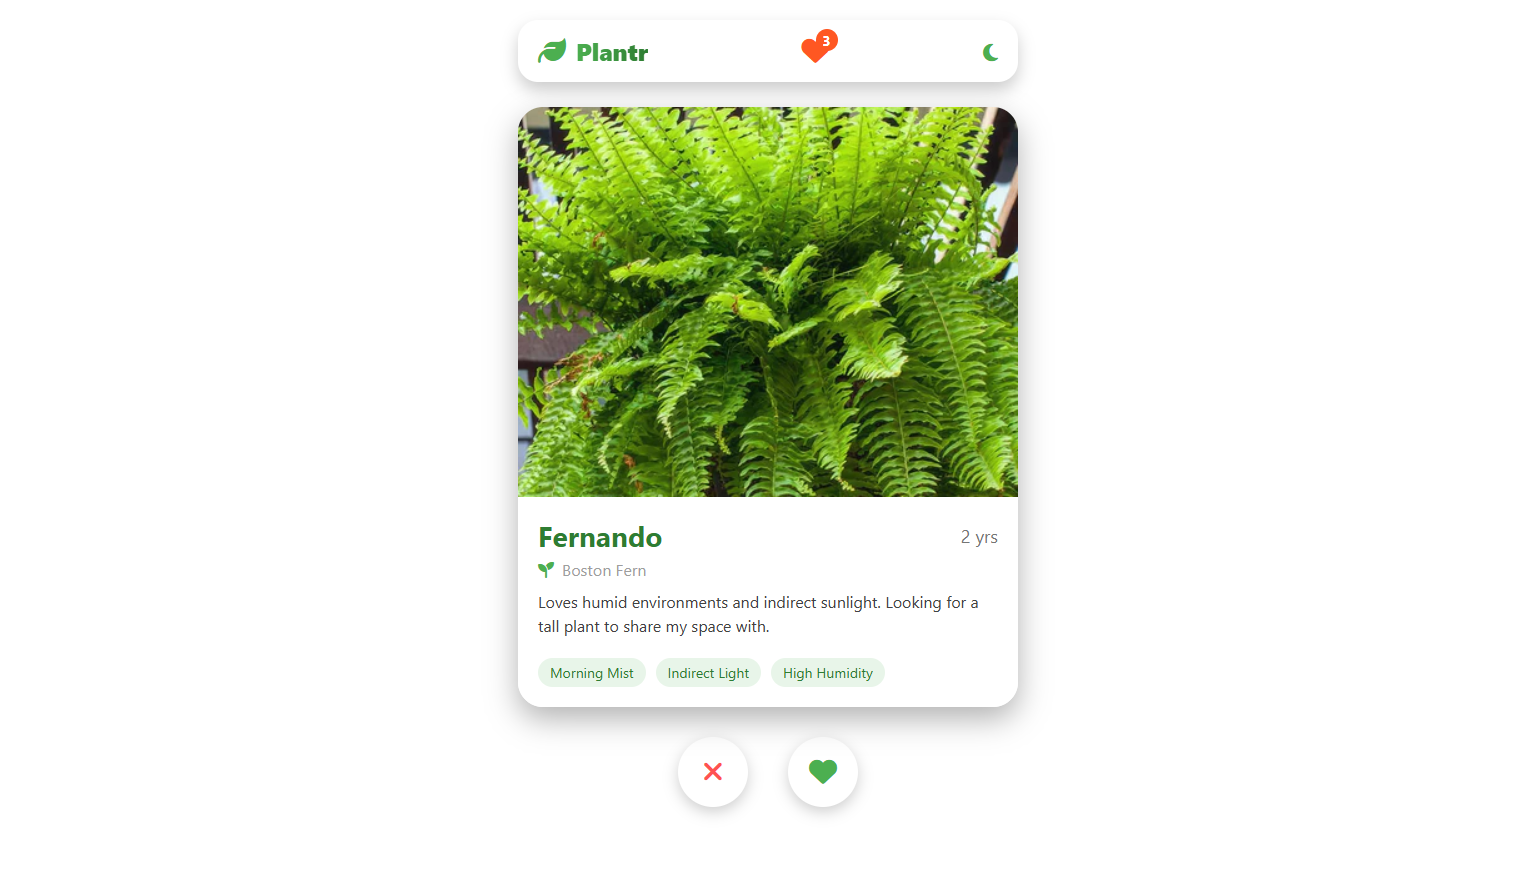 Plantr
3
Fernando
2 yrs
Boston Fern
Loves humid environments and indirect sunlight. Looking for a
tall plant to share my space with.
Morning Mist
Indirect Light
High Humidity